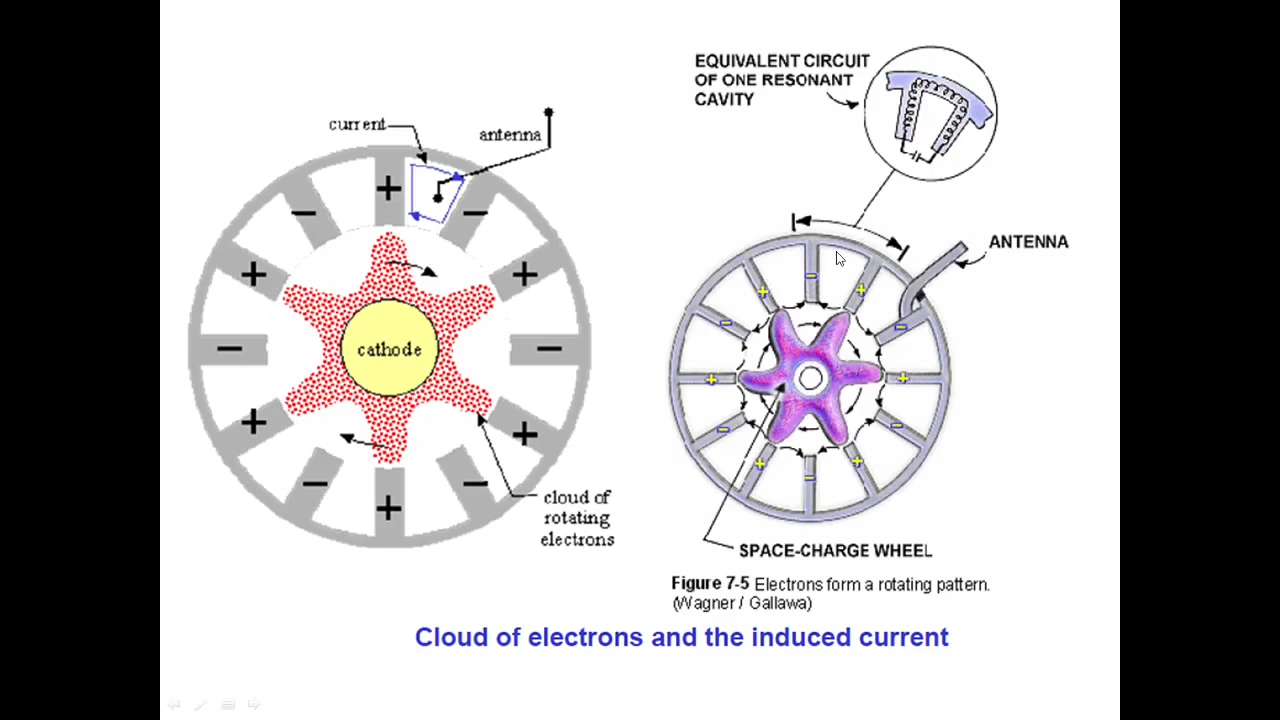 current
antenna
+
−
−
+
+
cathode
−
−
+
+
−
−
+
cloud of
rotating
electrons
EQUIVALENT CIRCUIT
OF ONE RESONANT
CAVITY
ANTENNA
−
+
+
−
−
+
+
−
−
+
+
−
SPACE-CHARGE WHEEL
Figure 7-5 Electrons form a rotating pattern.
(Wagner / Gallawa)
Cloud of electrons and the induced current